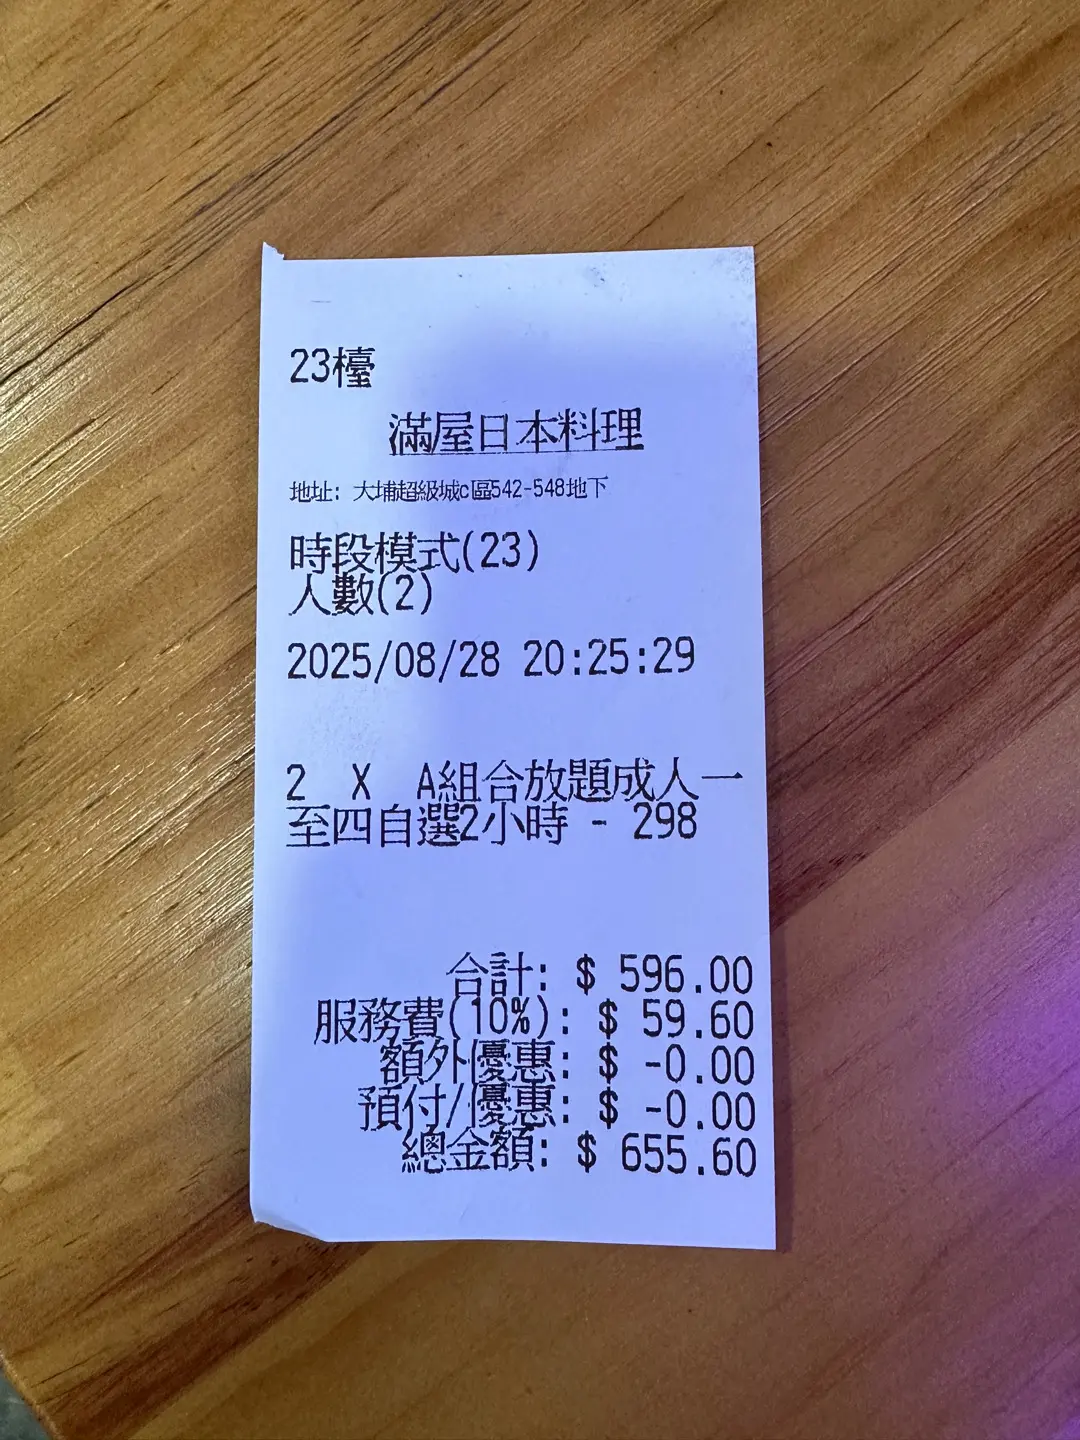 23檯
滿屋日本料理
地址: 大埔超級城c區542-548地下
時段模式(23)
人數(2)
2025/08/28 20:25:29
2 X A組合放題成人一
至四自選2小時 - 298
合計: $ 596.00
服務費(10%): $ 59.60
額外優惠: $ -0.00
預付/優惠: $ -0.00
總金額: $ 655.60